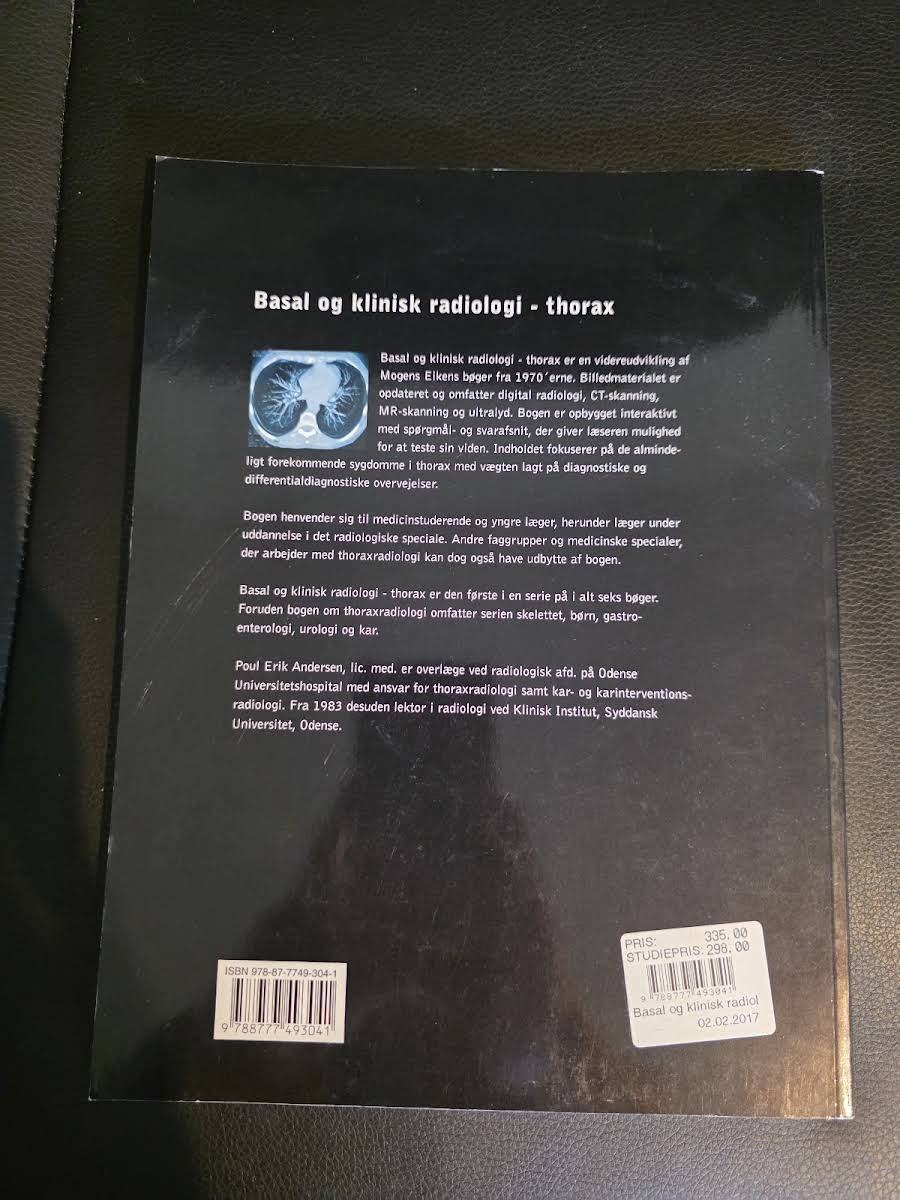 Basal og klinisk radiologi - thorax
Basal og klinisk radiologi - thorax er en videreudvikling af
Mogens Elkens bøger fra 1970´erne. Billedmaterialet er
opdateret og omfatter digital radiologi, CT-skanning,
MR-skanning og ultralyd. Bogen er opbygget interaktivt
med spørgmål- og svarafsnit, der giver læseren mulighed
for at teste sin viden. Indholdet fokuserer på de alminde-
ligt forekommende sygdomme i thorax med vægten lagt på diagnostiske og
differentialdiagnostiske overvejelser.
Bogen henvender sig til medicinstuderende og yngre læger, herunder læger under
uddannelse i det radiologiske speciale. Andre faggrupper og medicinske specialer,
der arbejder med thoraxradiologi kan dog også have udbytte af bogen.
Basal og klinisk radiologi - thorax er den første i en serie på i alt seks bøger.
Foruden bogen om thoraxradiologi omfatter serien skelettet, børn, gastro-
enterologi, urologi og kar.
Poul Erik Andersen, lic. med. er overlæge ved radiologisk afd. på Odense
Universitetshospital med ansvar for thoraxradiologi samt kar- og karinterventions-
radiologi. Fra 1983 desuden lektor i radiologi ved Klinisk Institut, Syddansk
Universitet, Odense.
ISBN 978-87-7749-304-1
9 788777 493041
PRIS: 335,00
STUDIEPRIS: 298,00
9 788777 493041
Basal og klinisk radiol
02.02.2017